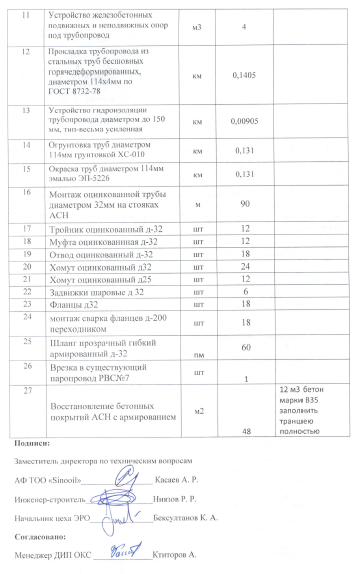 11 Устройство железобетонных
подвижных и неподвижных опор
под трубопровод м3 4
12 Прокладка трубопровода из
стальных труб бесшовных
горячедеформированных,
диаметром 114х4мм по
ГОСТ 8732-78 км 0,1405
13 Устройство гидроизоляции
трубопровода диаметром до 150
мм, тип-весьма усиленная км 0,00905
14 Огрунтовка труб диаметром
114мм грунтовкой ХС-010 км 0,131
15 Окраска труб диаметром 114мм
эмалью ЭП-5226 км 0,131
16 Монтаж оцинкованной трубы
диаметром 32мм на стояках
АСН м 90
17 Тройник оцинкованный д-32 шт 12
18 Муфта оцинкованнная д-32 шт 12
19 Отвод оцинкованный д-32 шт 18
20 Хомут оцинкованный д32 шт 24
21 Хомут оцинкованный д25 шт 12
22 Задвижки шаровые д 32 шт 6
23 Фланцы д32 шт 18
24 монтаж сварка фланцев д-200
переходником шт 18
25 Шланг прозрачный гибкий
армированный д-32 пм 60
26 Врезка в существующий
паропровод РВС№7 шт 1
27 Восстановление бетонных
покрытий АСН с армированием м2 48
12 м3 бетон
марки В35
заполнить
траншею
полностью
Подписи:
Заместитель директора по техническим вопросам
АФ ТОО «Sinooil» Касаев А. Р.
Инженер-строитель Ниязов Р. Р.
Начальник цеха ЭРО Бексултанов К. А.
Согласовано:
Менеджер ДИП ОКС Ктиторов А.